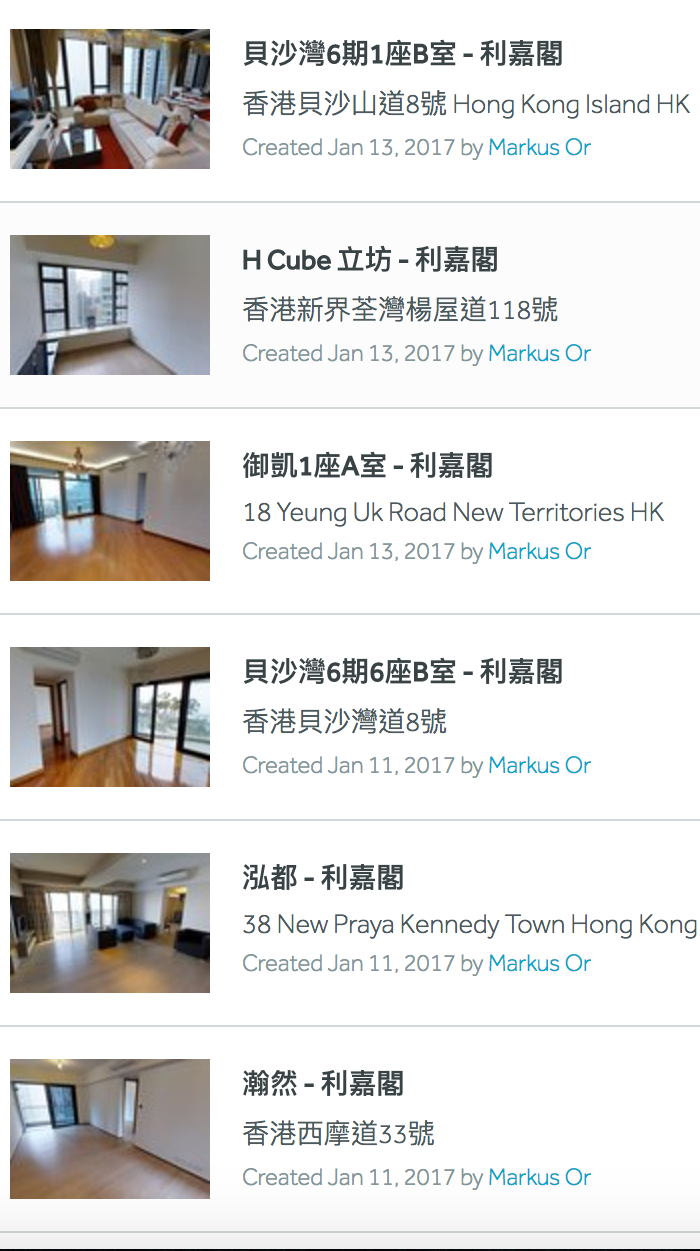 貝沙灣6期1座B室 - 利嘉閣
香港貝沙山道8號 Hong Kong Island HK
Created Jan 13, 2017 by Markus Or
H Cube 立坊 - 利嘉閣
香港新界荃灣楊屋道118號
Created Jan 13, 2017 by Markus Or
御凱1座A室 - 利嘉閣
18 Yeung Uk Road New Territories HK
Created Jan 13, 2017 by Markus Or
貝沙灣6期6座B室 - 利嘉閣
香港貝沙灣道8號
Created Jan 11, 2017 by Markus Or
泓都 - 利嘉閣
38 New Praya Kennedy Town Hong Kong
Created Jan 11, 2017 by Markus Or
瀚然 - 利嘉閣
香港西摩道33號
Created Jan 11, 2017 by Markus Or